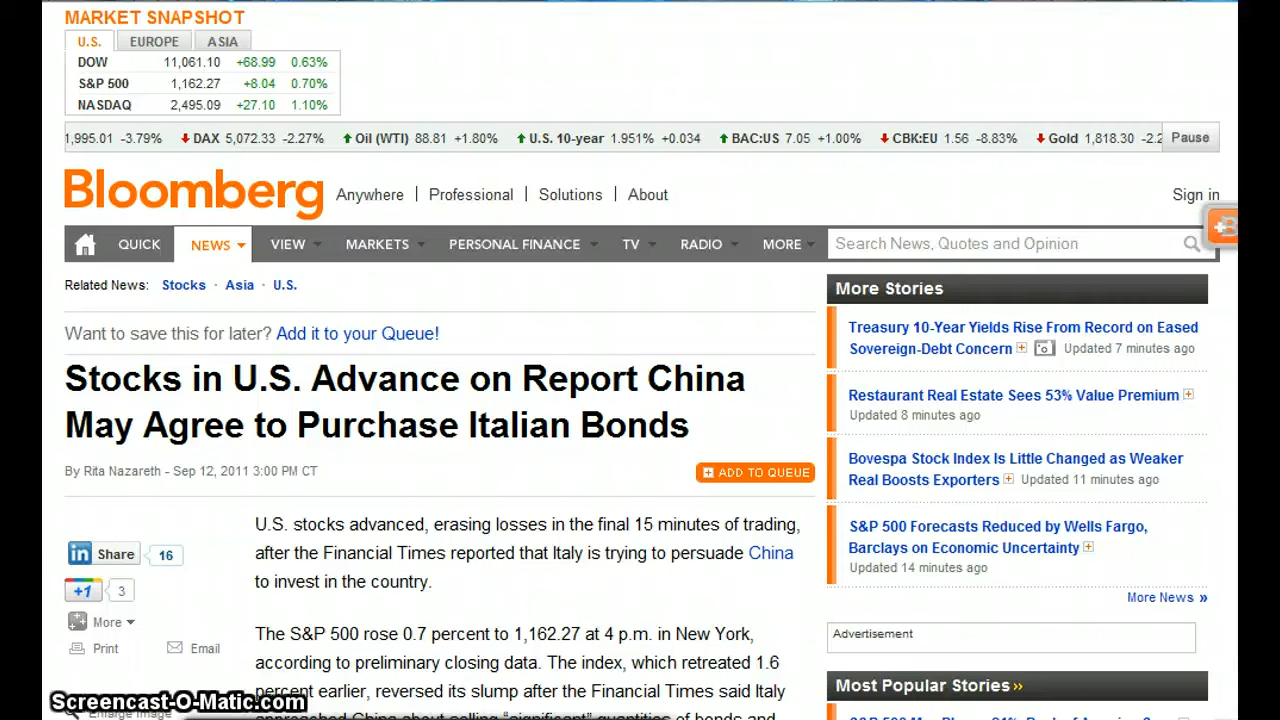 MARKET SNAPSHOT
U.S. EUROPE ASIA
DOW 11,061.10 +68.99 0.63%
S&P 500 1,162.27 +8.04 0.70%
NASDAQ 2,495.09 +27.10 1.10%
1,995.01 -3.79% DAX 5,072.33 -2.27% Oil (WTI) 88.81 +1.80% U.S. 10-year 1.951% +0.034 BAC:US 7.05 +1.00% CBK:EU 1.56 -8.83% Gold 1,818.30 -2.2 Pause
Bloomberg Anywhere | Professional | Solutions | About Sign in
QUICK NEWS VIEW MARKETS PERSONAL FINANCE TV RADIO MORE Search News, Quotes and Opinion
Related News: Stocks · Asia · U.S.
Want to save this for later? Add it to your Queue!
Stocks in U.S. Advance on Report China
May Agree to Purchase Italian Bonds
By Rita Nazareth - Sep 12, 2011 3:00 PM CT
ADD TO QUEUE
in Share 16
+1 3
More
Print Email
U.S. stocks advanced, erasing losses in the final 15 minutes of trading,
after the Financial Times reported that Italy is trying to persuade China
to invest in the country.
The S&P 500 rose 0.7 percent to 1,162.27 at 4 p.m. in New York,
according to preliminary closing data. The index, which retreated 1.6
percent earlier, reversed its slump after the Financial Times said Italy
approached China about selling "significant" quantities of bonds and
Screencast-O-Matic.com
Enlarge image
More Stories
Treasury 10-Year Yields Rise From Record on Eased
Sovereign-Debt Concern Updated 7 minutes ago
Restaurant Real Estate Sees 53% Value Premium
Updated 8 minutes ago
Bovespa Stock Index Is Little Changed as Weaker
Real Boosts Exporters Updated 11 minutes ago
S&P 500 Forecasts Reduced by Wells Fargo,
Barclays on Economic Uncertainty
Updated 14 minutes ago
More News »
Advertisement
Most Popular Stories »